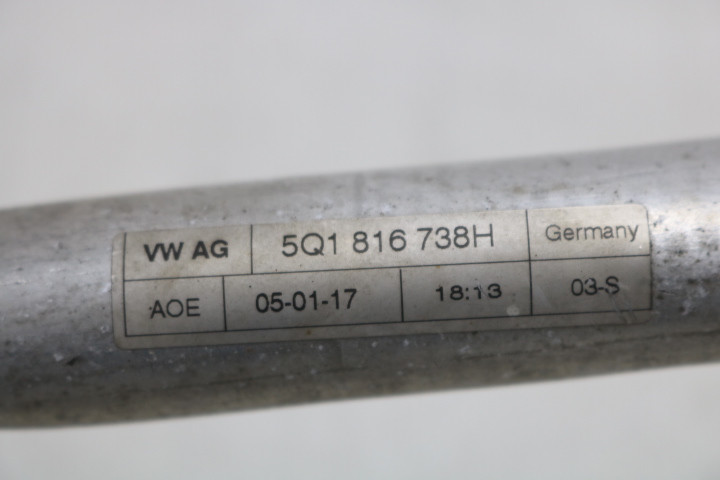 VW AG 5Q1 816 738H Germany
AOE 05-01-17 18:13 03-S